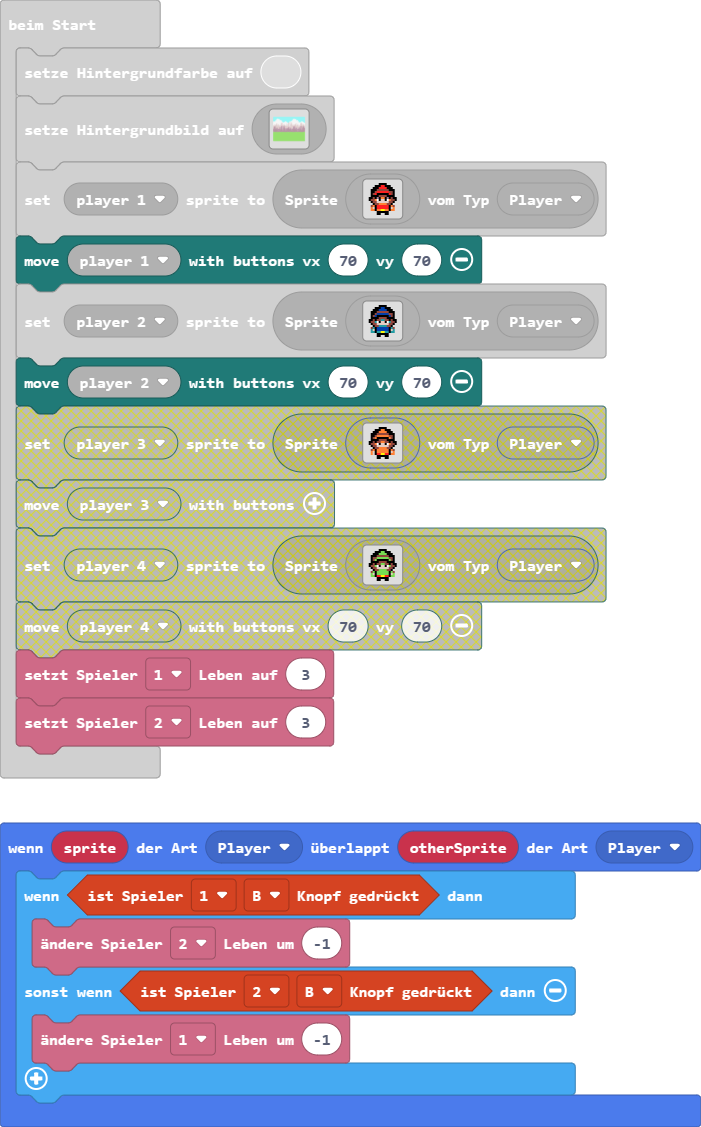 beim Start
setze Hintergrundfarbe auf
setze Hintergrundbild auf
set player 1 sprite to Sprite vom Typ Player
move player 1 with buttons vx 70 vy 70
set player 2 sprite to Sprite vom Typ Player
move player 2 with buttons vx 70 vy 70
set player 3 sprite to Sprite vom Typ Player
move player 3 with buttons
set player 4 sprite to Sprite vom Typ Player
move player 4 with buttons vx 70 vy 70
setzt Spieler 1 Leben auf 3
setzt Spieler 2 Leben auf 3
wenn sprite der Art Player überlappt otherSprite der Art Player
wenn ist Spieler 1 B Knopf gedrückt dann
ändere Spieler 2 Leben um -1
sonst wenn ist Spieler 2 B Knopf gedrückt dann
ändere Spieler 1 Leben um -1